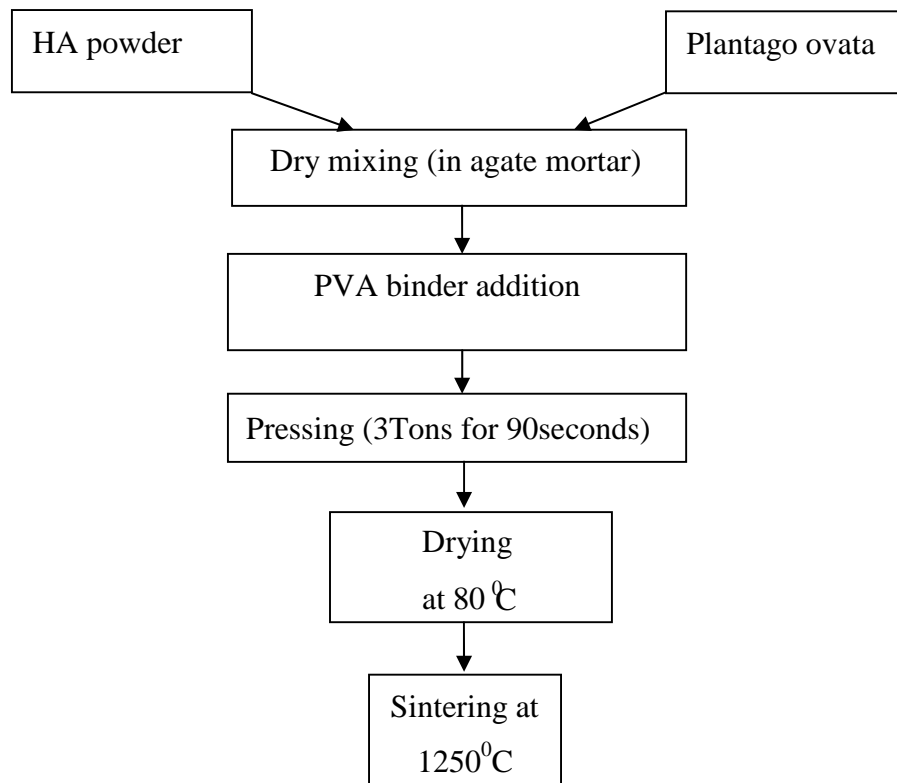 HA powder
Plantago ovata
Dry mixing (in agate mortar)
PVA binder addition
Pressing (3Tons for 90seconds)
Drying
at 80 ⁰C
Sintering at
1250⁰C